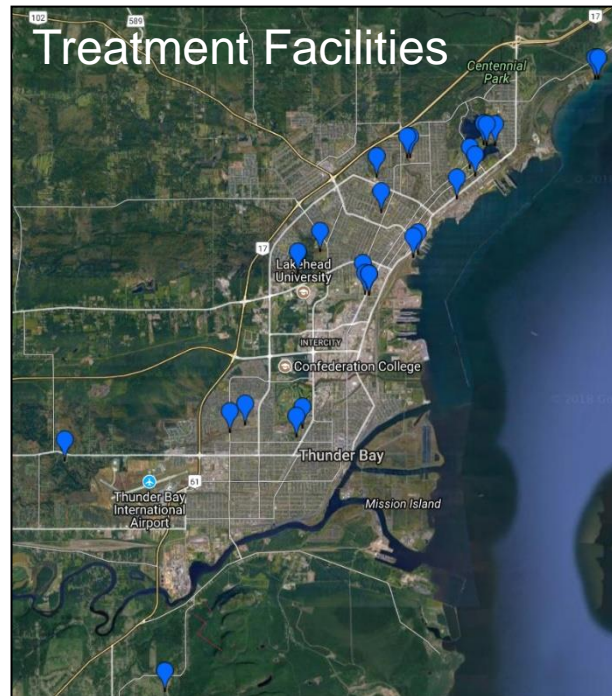 102
589
17
Treatment Facilities
Centennial
Park
17
Lakehead
University
INTERCITY
Confederation College
Thunder Bay
61
Thunder Bay
International
Airport
Mission Island